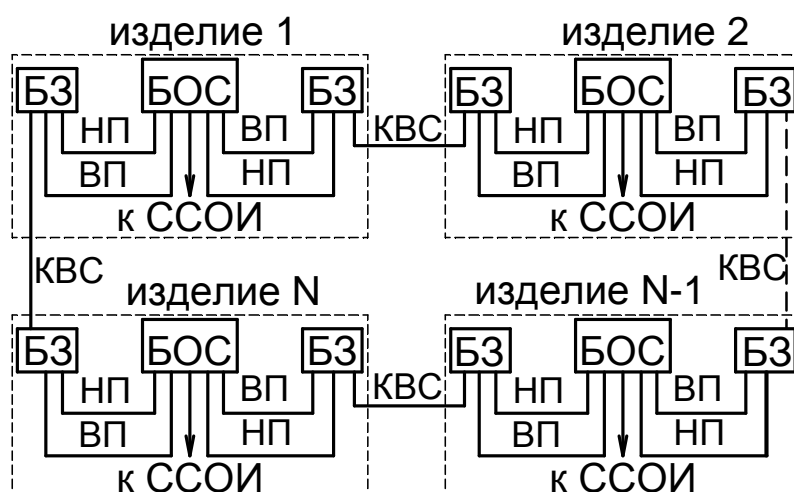 изделие 1 изделие 2
БЗ БОС БЗ БЗ БОС БЗ
НП ВП КВС НП ВП
ВП НП ВП НП
к ССОИ к ССОИ
КВС КВС
изделие N изделие N-1
БЗ БОС БЗ БЗ БОС БЗ
НП ВП КВС НП ВП
ВП НП ВП НП
к ССОИ к ССОИ